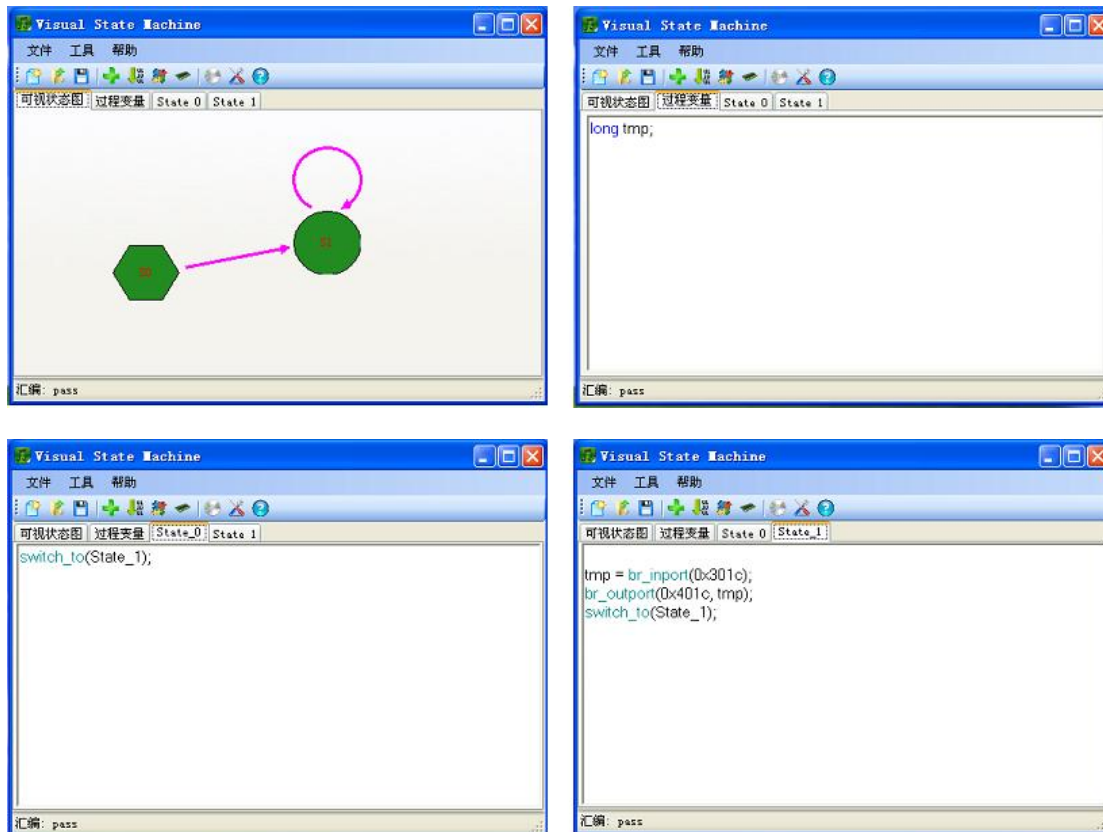 Visual State Machine
文件 工具 帮助
可视状态图 过程变量 State 0 State 1
S0
S1
汇编: pass
Visual State Machine
文件 工具 帮助
可视状态图 过程变量 State 0 State 1
long tmp;
汇编: pass
Visual State Machine
文件 工具 帮助
可视状态图 过程变量 State_0 State 1
switch_to(State_1);
汇编: pass
Visual State Machine
文件 工具 帮助
可视状态图 过程变量 State 0 State_1
tmp = br_inport(0x301c);
br_outport(0x401c, tmp);
switch_to(State_1);
汇编: pass